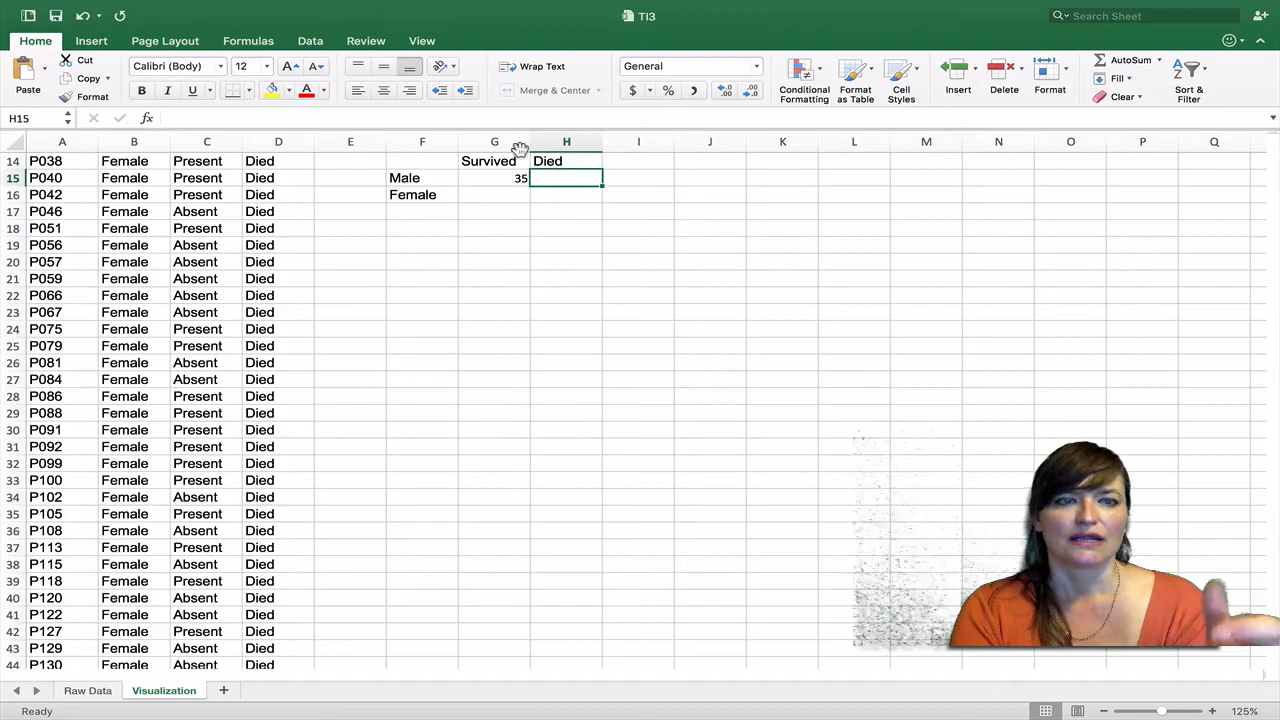 TI3
Search Sheet
Home Insert Page Layout Formulas Data Review View
Paste
Cut
Copy
Format
Calibri (Body) 12 A A
B I U A
Wrap Text
Merge & Center
General
$ % )
Conditional Formatting
Format as Table
Cell Styles
Insert
Delete
Format
AutoSum
Fill
Clear
Sort & Filter
H15 fx
A B C D E F G H I J K L M N O P Q
14 P038 Female Present Died Survived Died
15 P040 Female Present Died Male 35
16 P042 Female Present Died Female
17 P046 Female Absent Died
18 P051 Female Present Died
19 P056 Female Absent Died
20 P057 Female Absent Died
21 P059 Female Absent Died
22 P066 Female Absent Died
23 P067 Female Absent Died
24 P075 Female Present Died
25 P079 Female Present Died
26 P081 Female Absent Died
27 P084 Female Absent Died
28 P086 Female Present Died
29 P088 Female Present Died
30 P091 Female Present Died
31 P092 Female Present Died
32 P099 Female Present Died
33 P100 Female Present Died
34 P102 Female Absent Died
35 P105 Female Present Died
36 P108 Female Absent Died
37 P113 Female Present Died
38 P115 Female Absent Died
39 P118 Female Present Died
40 P120 Female Absent Died
41 P122 Female Absent Died
42 P127 Female Present Died
43 P129 Female Absent Died
44 P130 Female Absent Died
Raw Data Visualization +
Ready 125%